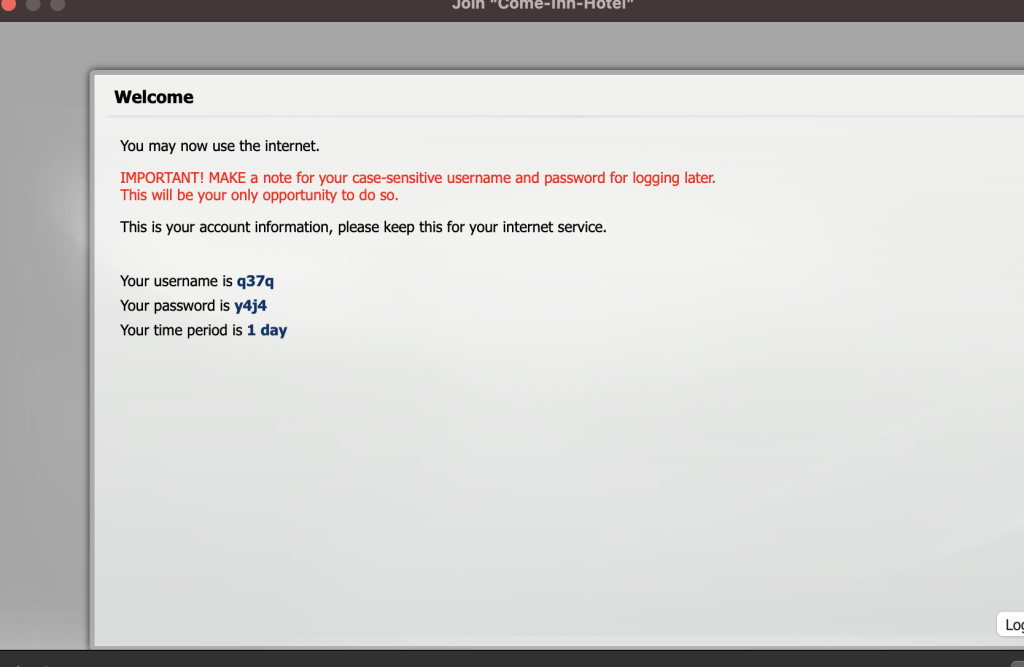 Join "Come-Inn-Hotel"
Welcome
You may now use the internet.
IMPORTANT! MAKE a note for your case-sensitive username and password for logging later.
This will be your only opportunity to do so.
This is your account information, please keep this for your internet service.
Your username is q37q
Your password is y4j4
Your time period is 1 day